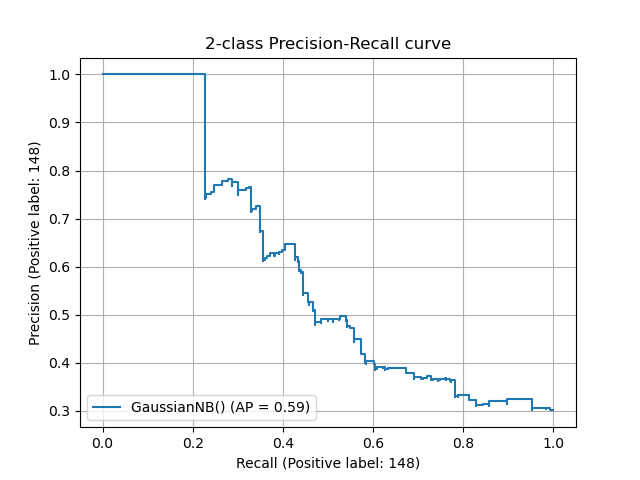 2-class Precision-Recall curve
1.0
0.9
0.8
0.7
0.6
0.5
0.4
0.3
Precision (Positive label: 148)
GaussianNB() (AP = 0.59)
0.0 0.2 0.4 0.6 0.8 1.0
Recall (Positive label: 148)